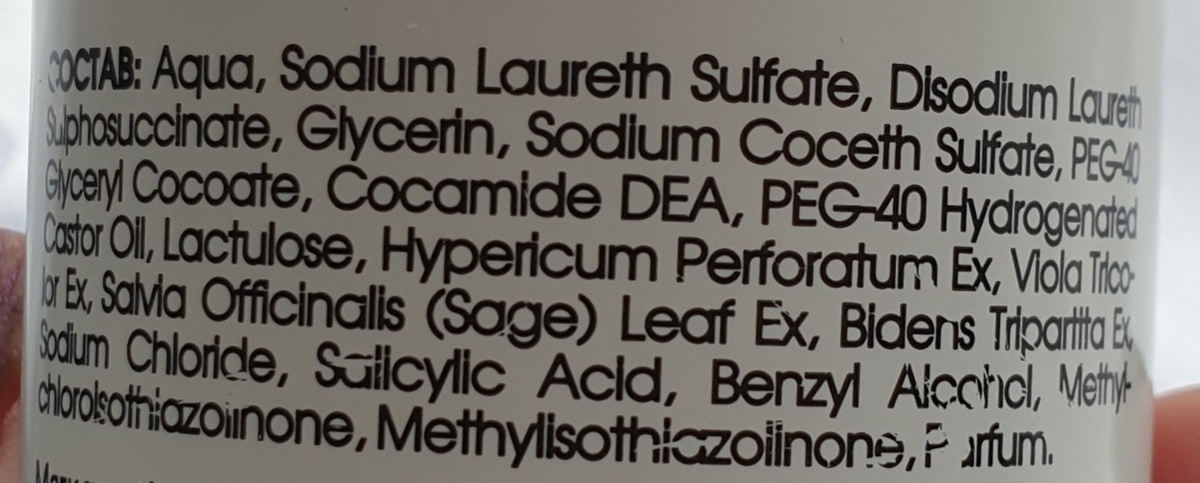 СОСТАВ: Aqua, Sodium Laureth Sulfate, Disodium Laureth
Sulphosuccinate, Glycerin, Sodium Coceth Sulfate, PEG-40
Glyceryl Cocoate, Cocamide DEA, PEG-40 Hydrogenated
Castor Oil, Lactulose, Hypericum Perforatum Ex, Viola Trico-
lor Ex, Salvia Officinalis (Sage) Leaf Ex, Bidens Tripartita Ex,
Sodium Chloride, Salicylic Acid, Benzyl Alcohol, Methyl-
chloroisothiazolinone, Methylisothiazolinone, Parfum.